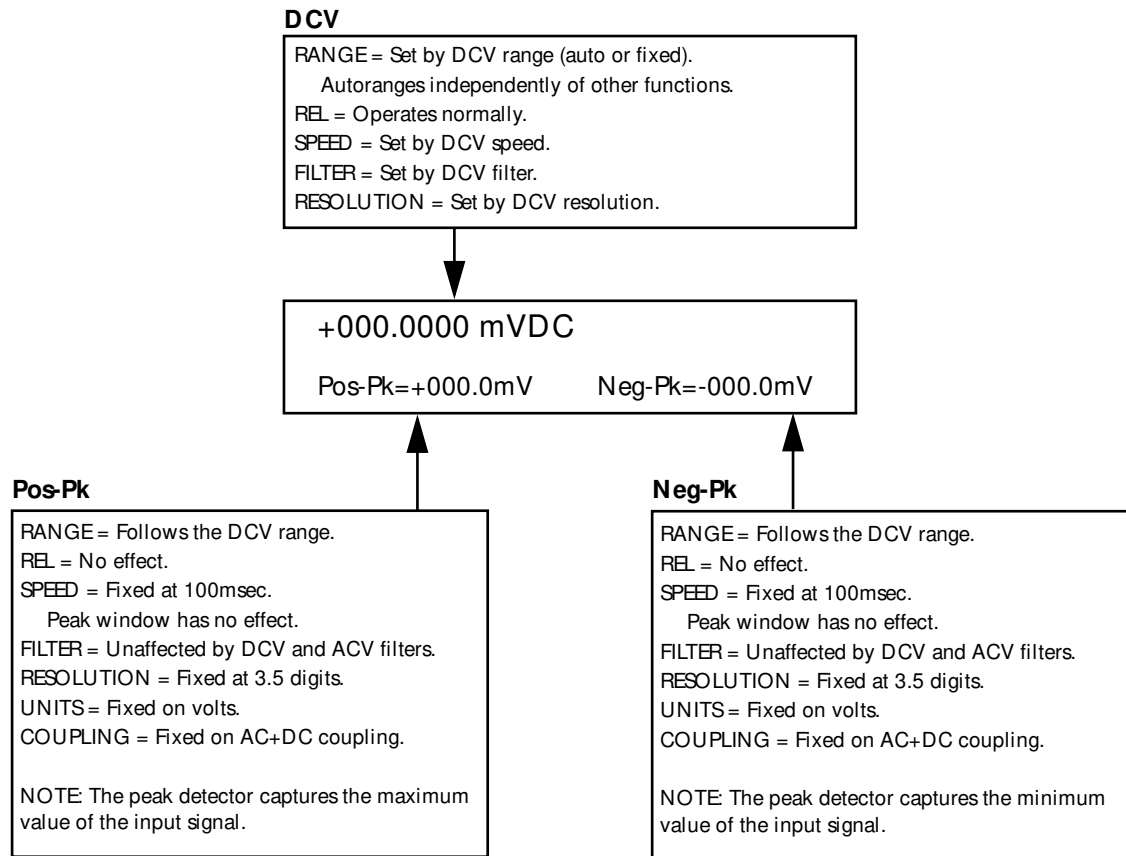 DCV
RANGE = Set by DCV range (auto or fixed).
Autoranges independently of other functions.
REL = Operates normally.
SPEED = Set by DCV speed.
FILTER = Set by DCV filter.
RESOLUTION = Set by DCV resolution.
+000.0000 mVDC
Pos-Pk=+000.0mV Neg-Pk=-000.0mV
Pos-Pk
RANGE = Follows the DCV range.
REL = No effect.
SPEED = Fixed at 100msec.
Peak window has no effect.
FILTER = Unaffected by DCV and ACV filters.
RESOLUTION = Fixed at 3.5 digits.
UNITS = Fixed on volts.
COUPLING = Fixed on AC+DC coupling.
NOTE: The peak detector captures the maximum
value of the input signal.
Neg-Pk
RANGE = Follows the DCV range.
REL = No effect.
SPEED = Fixed at 100msec.
Peak window has no effect.
FILTER = Unaffected by DCV and ACV filters.
RESOLUTION = Fixed at 3.5 digits.
UNITS = Fixed on volts.
COUPLING = Fixed on AC+DC coupling.
NOTE: The peak detector captures the minimum
value of the input signal.